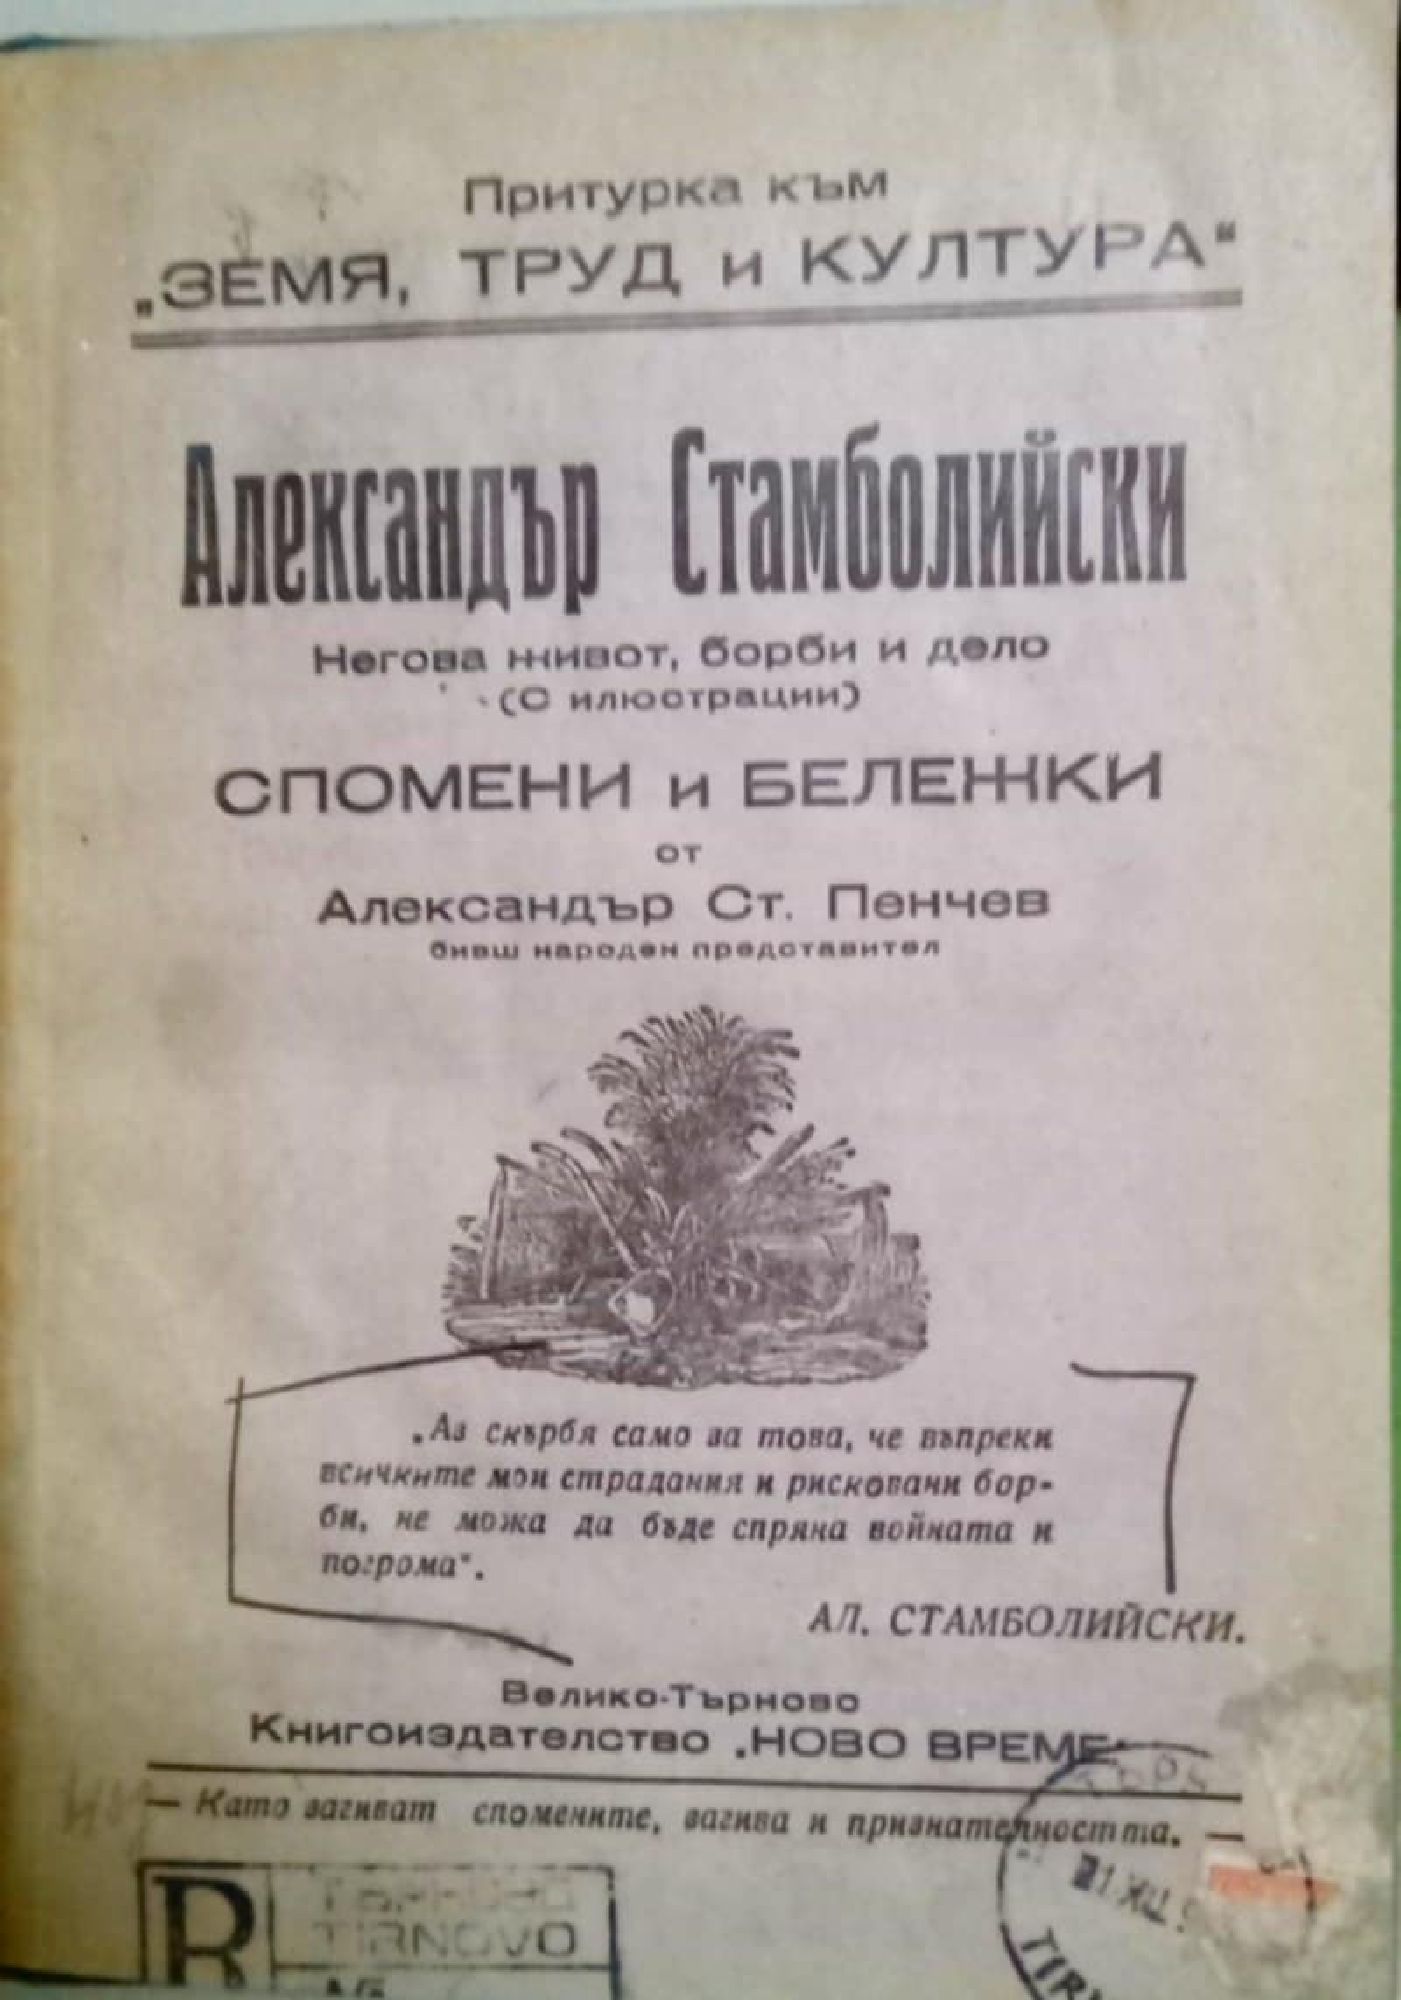 Притурка към
„ЗЕМЯ, ТРУД и КУЛТУРА“
Александър Стамболийски
Негова живот, борби и дело
(С илюстрации)
СПОМЕНИ и БЕЛЕЖКИ
от
Александър Ст. Пенчев
бивш народен представител
„Аз скърбя само за това, че въпреки
всичките мои страдания и рисковани бор-
би, не можа да бъде спряна войната и
погрома“.
АЛ. СТАМБОЛИЙСКИ.
Велико-Търново
Книгоиздателство „НОВО ВРЕМЕ“
— Като загиват спомените, загива и признателността. —
R
TIRNOVO